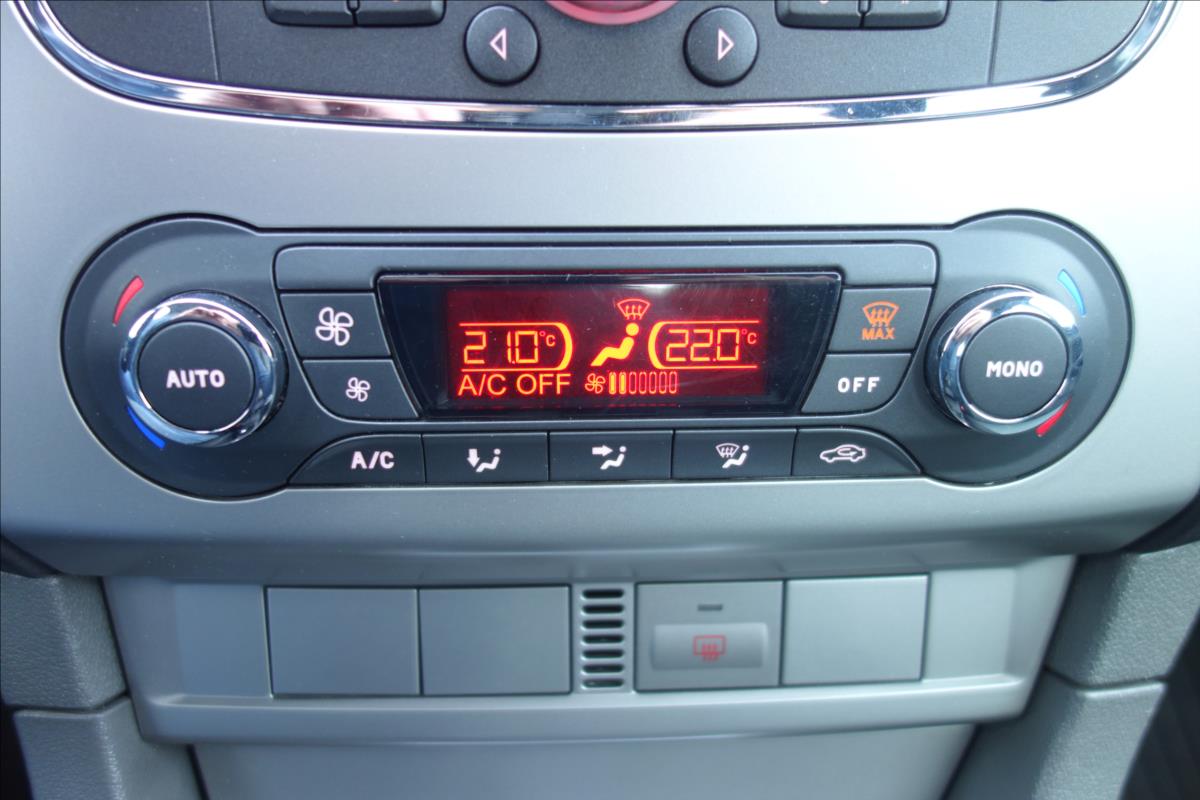 21.0°C
22.0°C
A/C OFF
MAX
AUTO
OFF
MONO
A/C